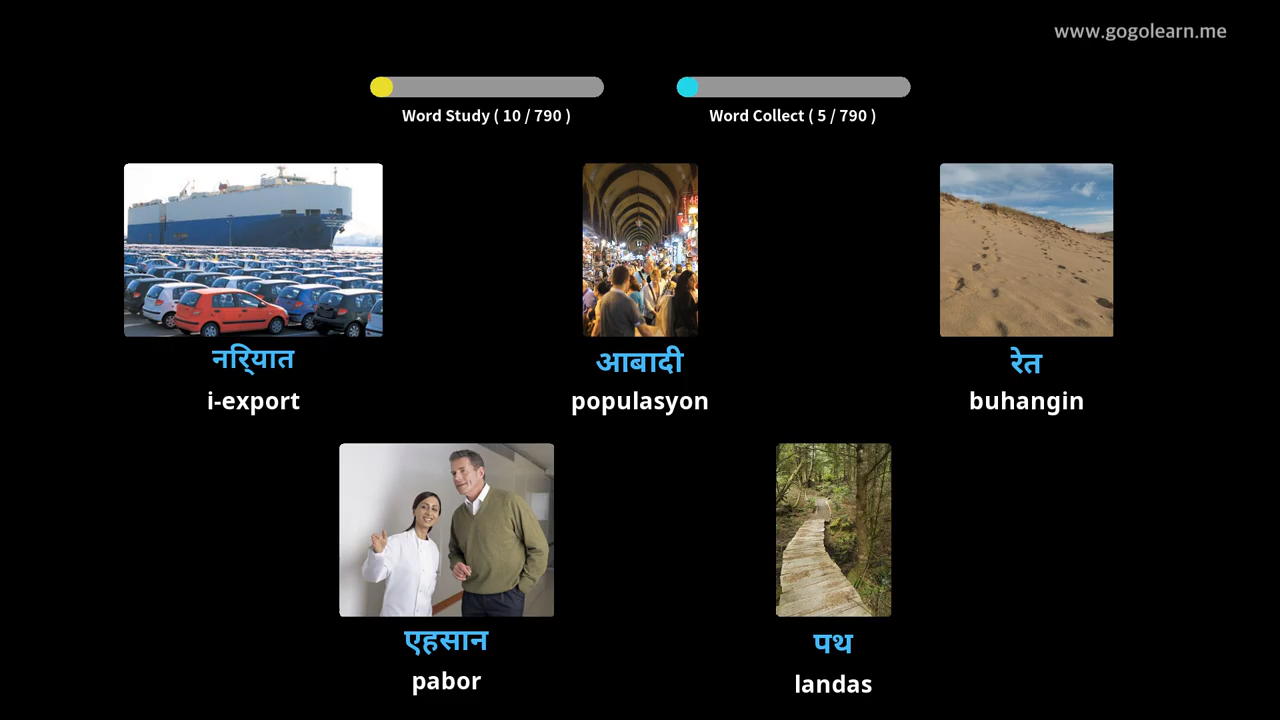 www.gogolearn.me
Word Study ( 10 / 790 )
Word Collect ( 5 / 790 )
नरि्यात
i-export
आबादी
populasyon
रेत
buhangin
एहसान
pabor
पथ
landas